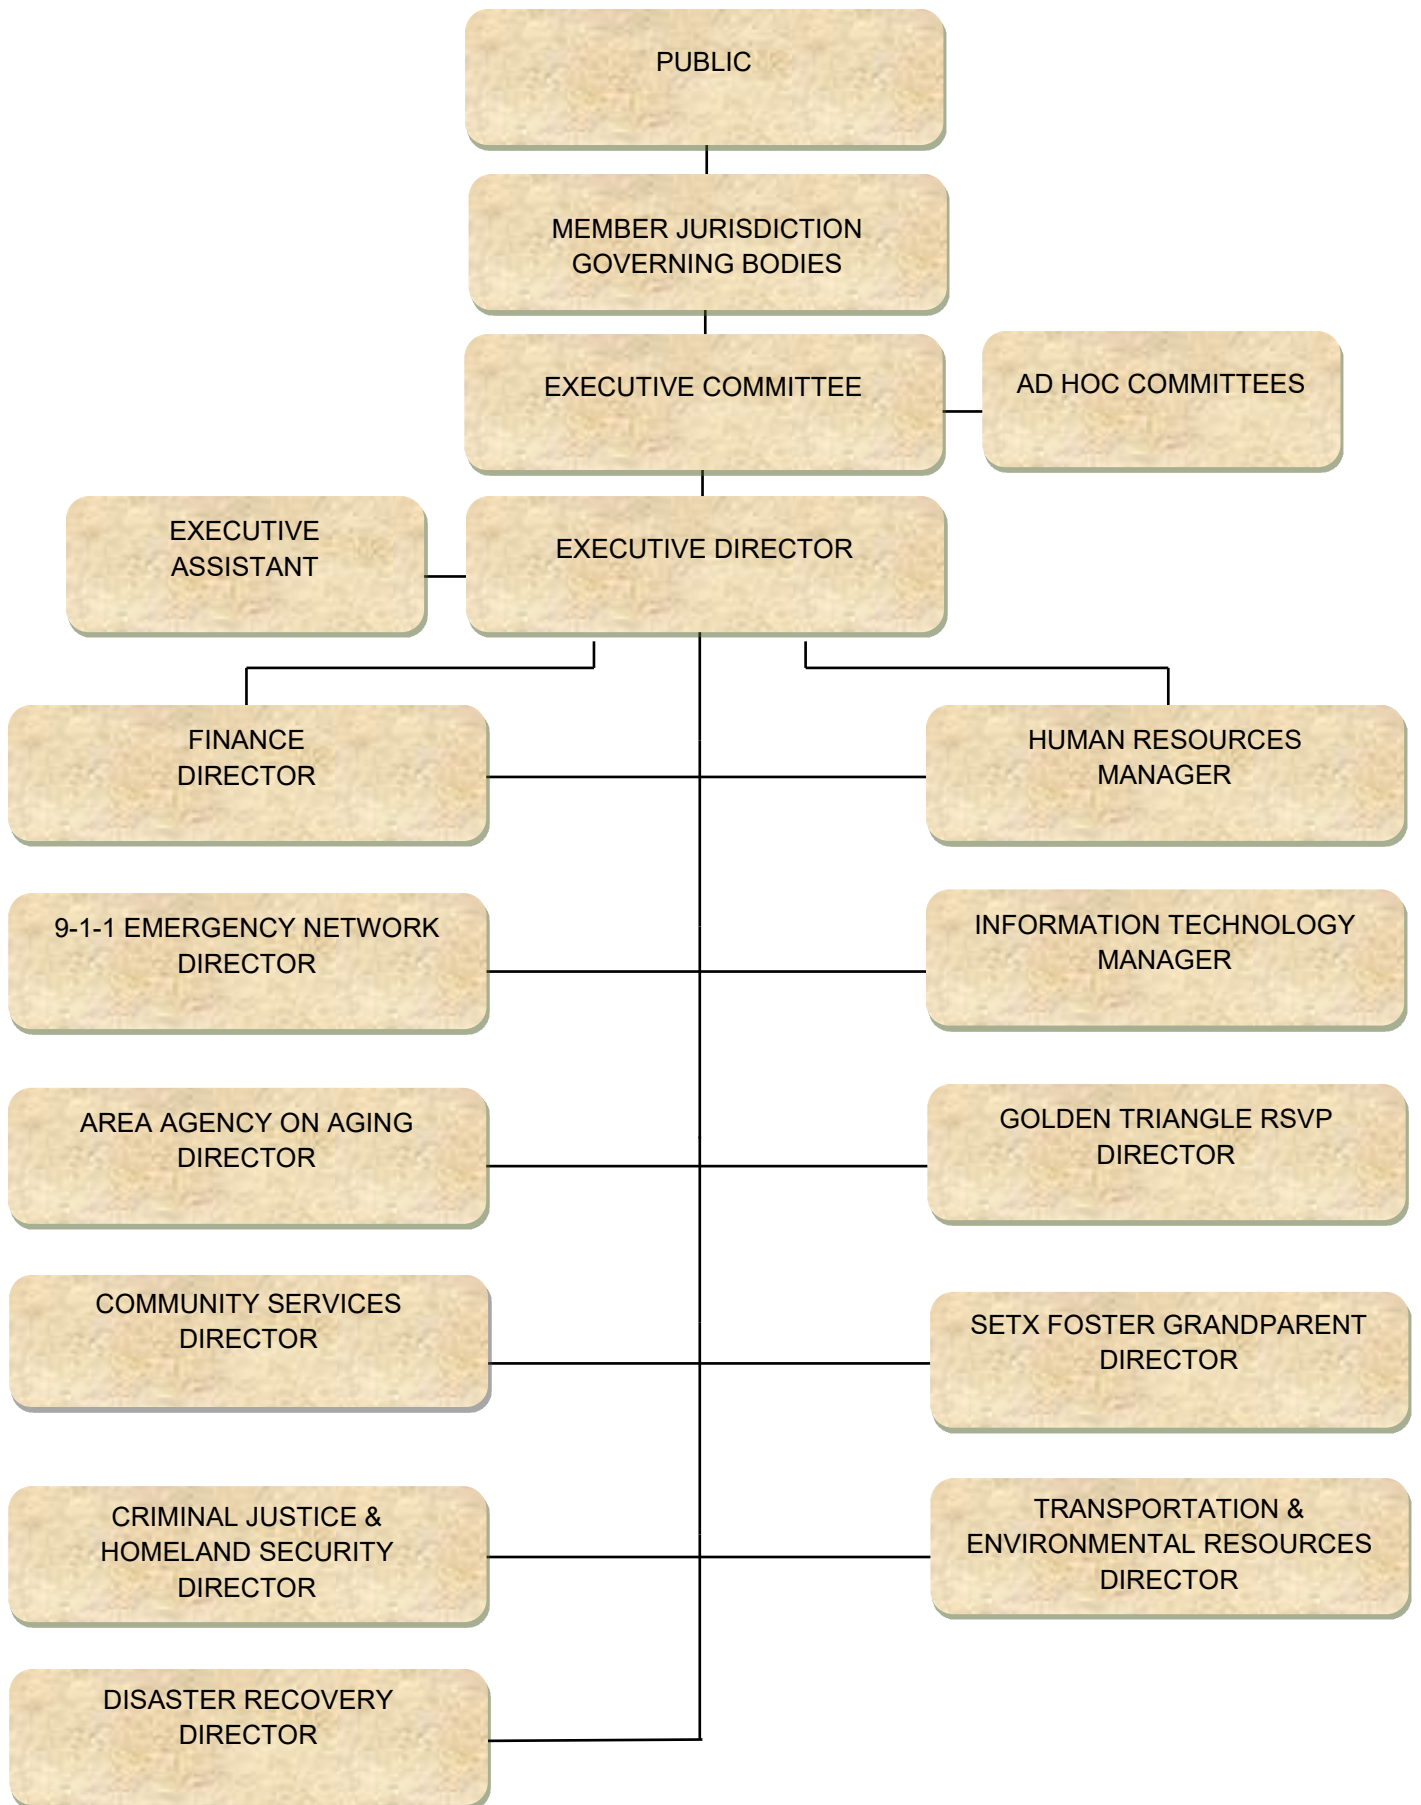 PUBLIC
MEMBER JURISDICTION
GOVERNING BODIES
EXECUTIVE COMMITTEE
AD HOC COMMITTEES
EXECUTIVE
ASSISTANT
EXECUTIVE DIRECTOR
FINANCE
DIRECTOR
HUMAN RESOURCES
MANAGER
9-1-1 EMERGENCY NETWORK
DIRECTOR
INFORMATION TECHNOLOGY
MANAGER
AREA AGENCY ON AGING
DIRECTOR
GOLDEN TRIANGLE RSVP
DIRECTOR
COMMUNITY SERVICES
DIRECTOR
SETX FOSTER GRANDPARENT
DIRECTOR
CRIMINAL JUSTICE &
HOMELAND SECURITY
DIRECTOR
TRANSPORTATION &
ENVIRONMENTAL RESOURCES
DIRECTOR
DISASTER RECOVERY
DIRECTOR